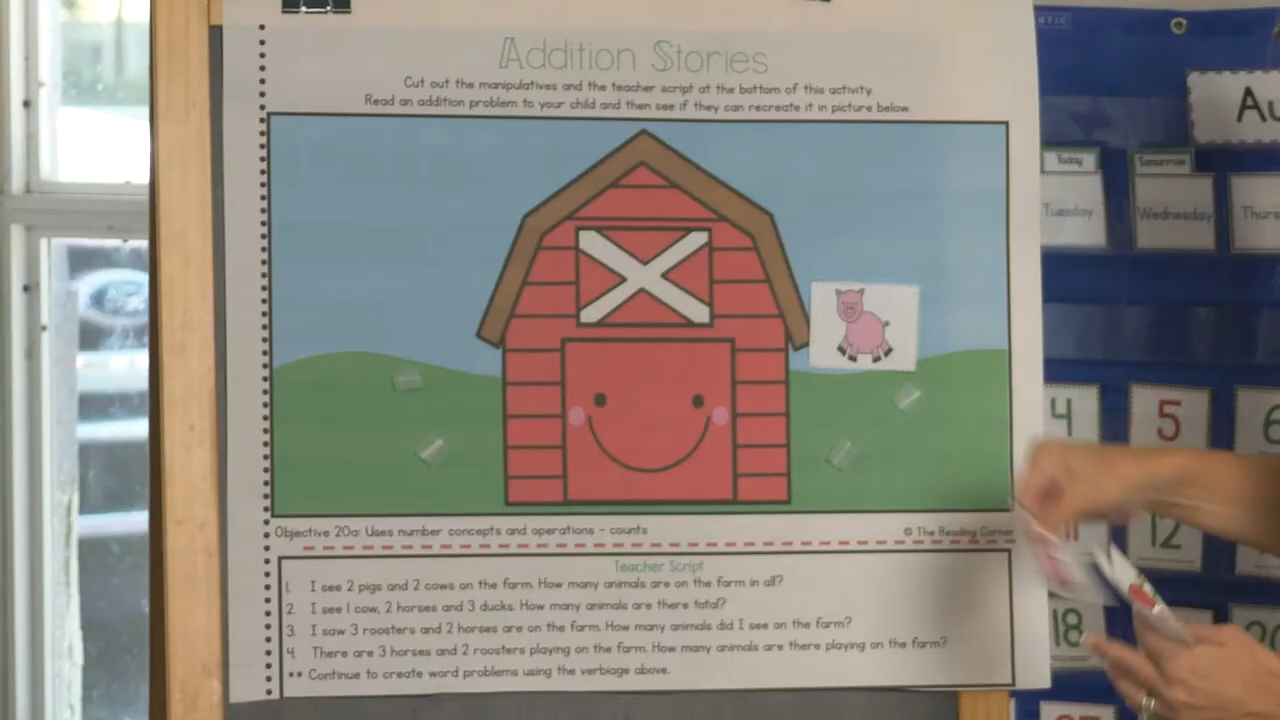 Addition Stories
Cut out the manipulatives and the teacher script at the bottom of this activity.
Read an addition problem to your child and then see if they can recreate it in picture below.
Objective 20a: Uses number concepts and operations - counts
© The Reading Corner
Teacher Script
1. I see 2 pigs and 2 cows on the farm. How many animals are on the farm in all?
2. I see 1 cow, 2 horses and 3 ducks. How many animals are there total?
3. I saw 3 roosters and 2 horses are on the farm. How many animals did I see on the farm?
4. There are 3 horses and 2 roosters playing on the farm. How many animals are there playing on the farm?
** Continue to create word problems using the verbiage above.
Au
Today
Tomorrow
Tuesday
Wednesday
Thurs
4
5
6
11
12
18